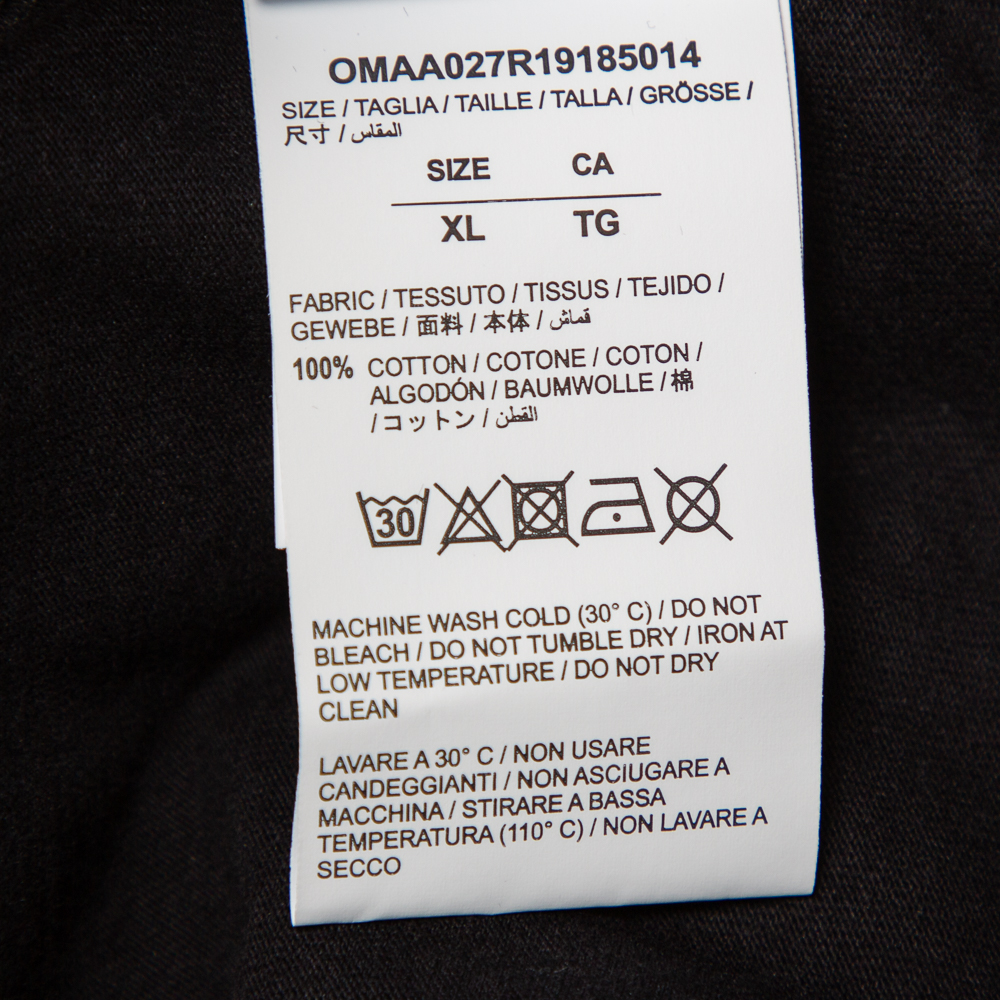 OMAA027R19185014
SIZE / TAGLIA / TAILLE / TALLA / GRÖSSE /
尺寸 / المقاس
SIZE CA
XL TG
FABRIC / TESSUTO / TISSUS / TEJIDO /
GEWEBE / 面料 / 本体 / قماش
100% COTTON / COTONE / COTON /
ALGODÓN / BAUMWOLLE / 棉
/ コットン / القطن
30
MACHINE WASH COLD (30° C) / DO NOT
BLEACH / DO NOT TUMBLE DRY / IRON AT
LOW TEMPERATURE / DO NOT DRY
CLEAN
LAVARE A 30° C / NON USARE
CANDEGGIANTI / NON ASCIUGARE A
MACCHINA / STIRARE A BASSA
TEMPERATURA (110° C) / NON LAVARE A
SECCO